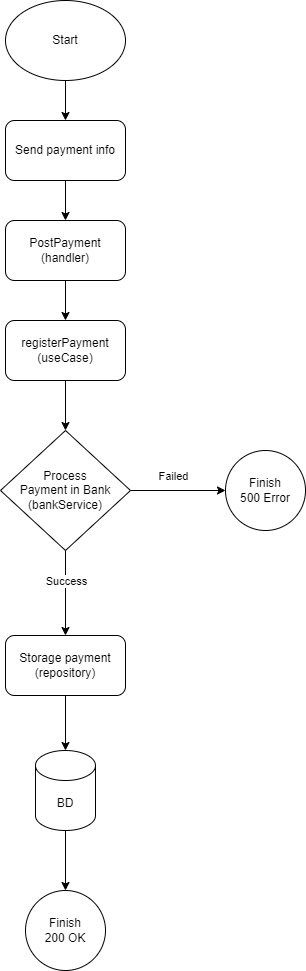 Start
Send payment info
PostPayment
(handler)
registerPayment
(useCase)
Process
Payment in Bank
(bankService)
Failed
Finish
500 Error
Success
Storage payment
(repository)
BD
Finish
200 OK